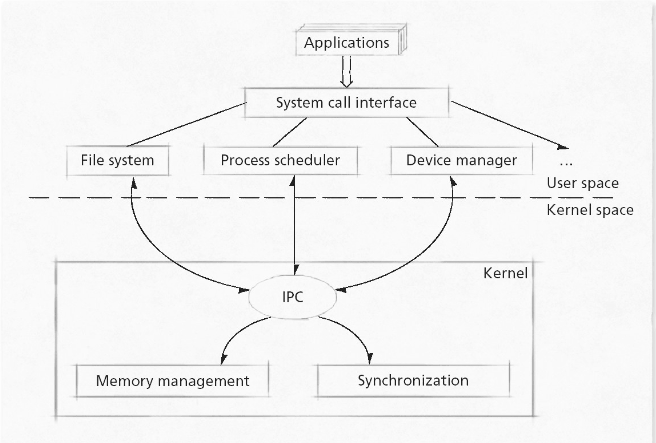 Applications
System call interface
File system
Process scheduler
Device manager
...
User space
Kernel space
Kernel
IPC
Memory management
Synchronization